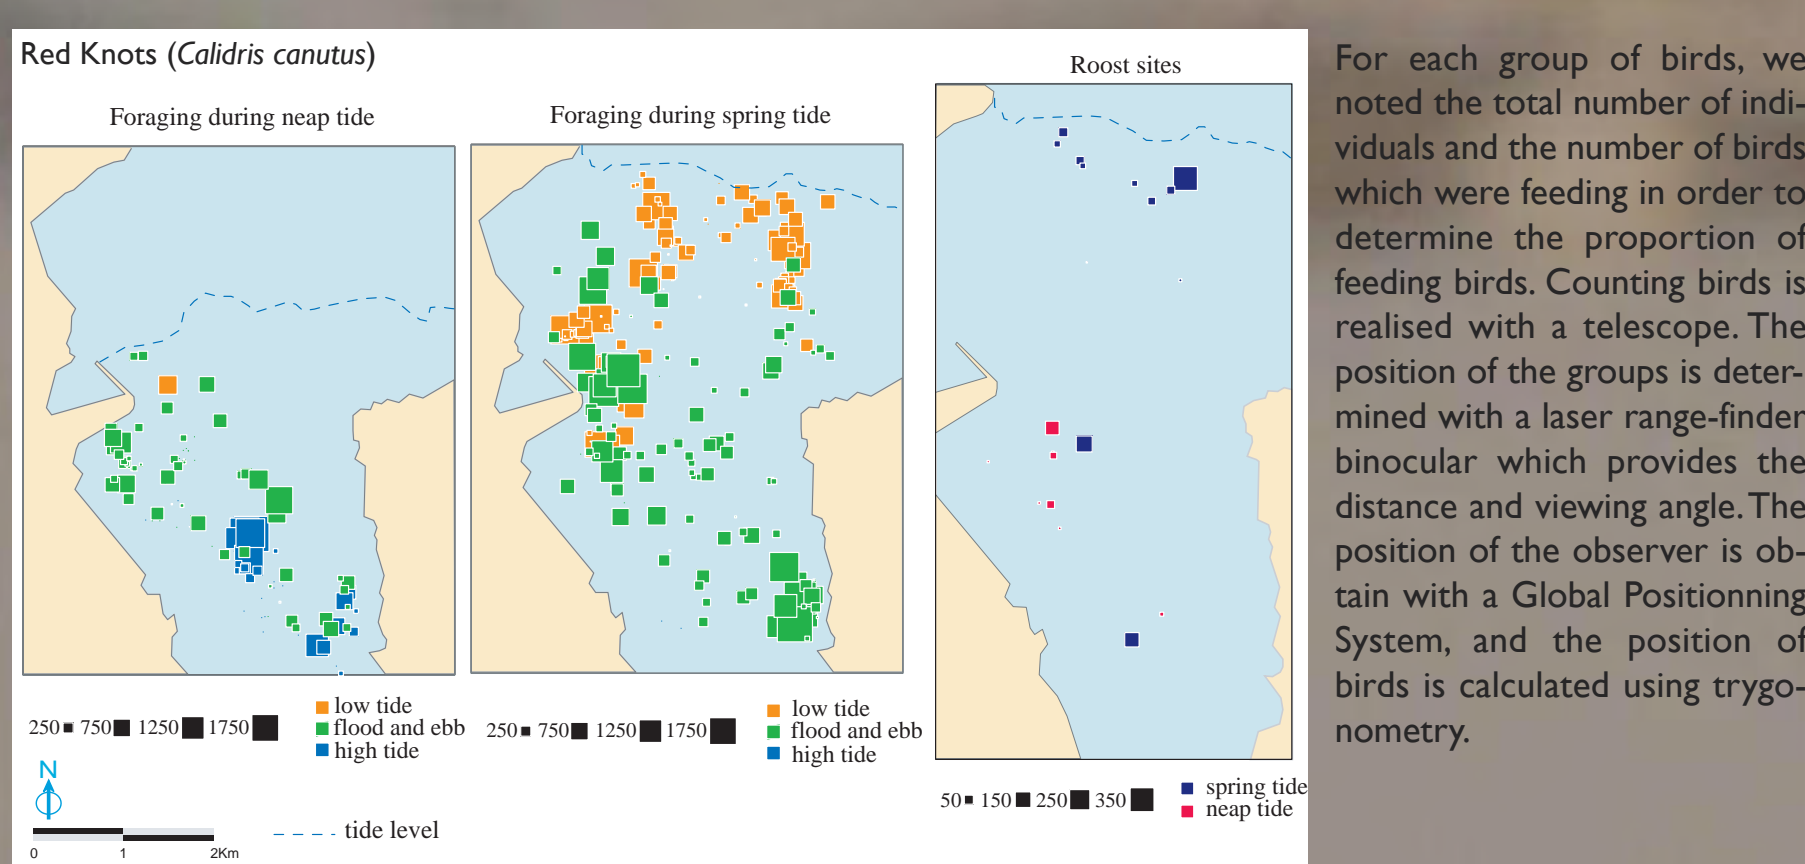 Red Knots (Calidris canutus)
Foraging during neap tide
Foraging during spring tide
Roost sites
250 750 1250 1750
low tide
flood and ebb
high tide
250 750 1250 1750
low tide
flood and ebb
high tide
50 150 250 350
spring tide
neap tide
N
0 1 2Km
tide level
For each group of birds, we
noted the total number of indi-
viduals and the number of birds
which were feeding in order to
determine the proportion of
feeding birds. Counting birds is
realised with a telescope. The
position of the groups is deter-
mined with a laser range-finder
binocular which provides the
distance and viewing angle. The
position of the observer is ob-
tain with a Global Positionning
System, and the position of
birds is calculated using trygo-
nometry.